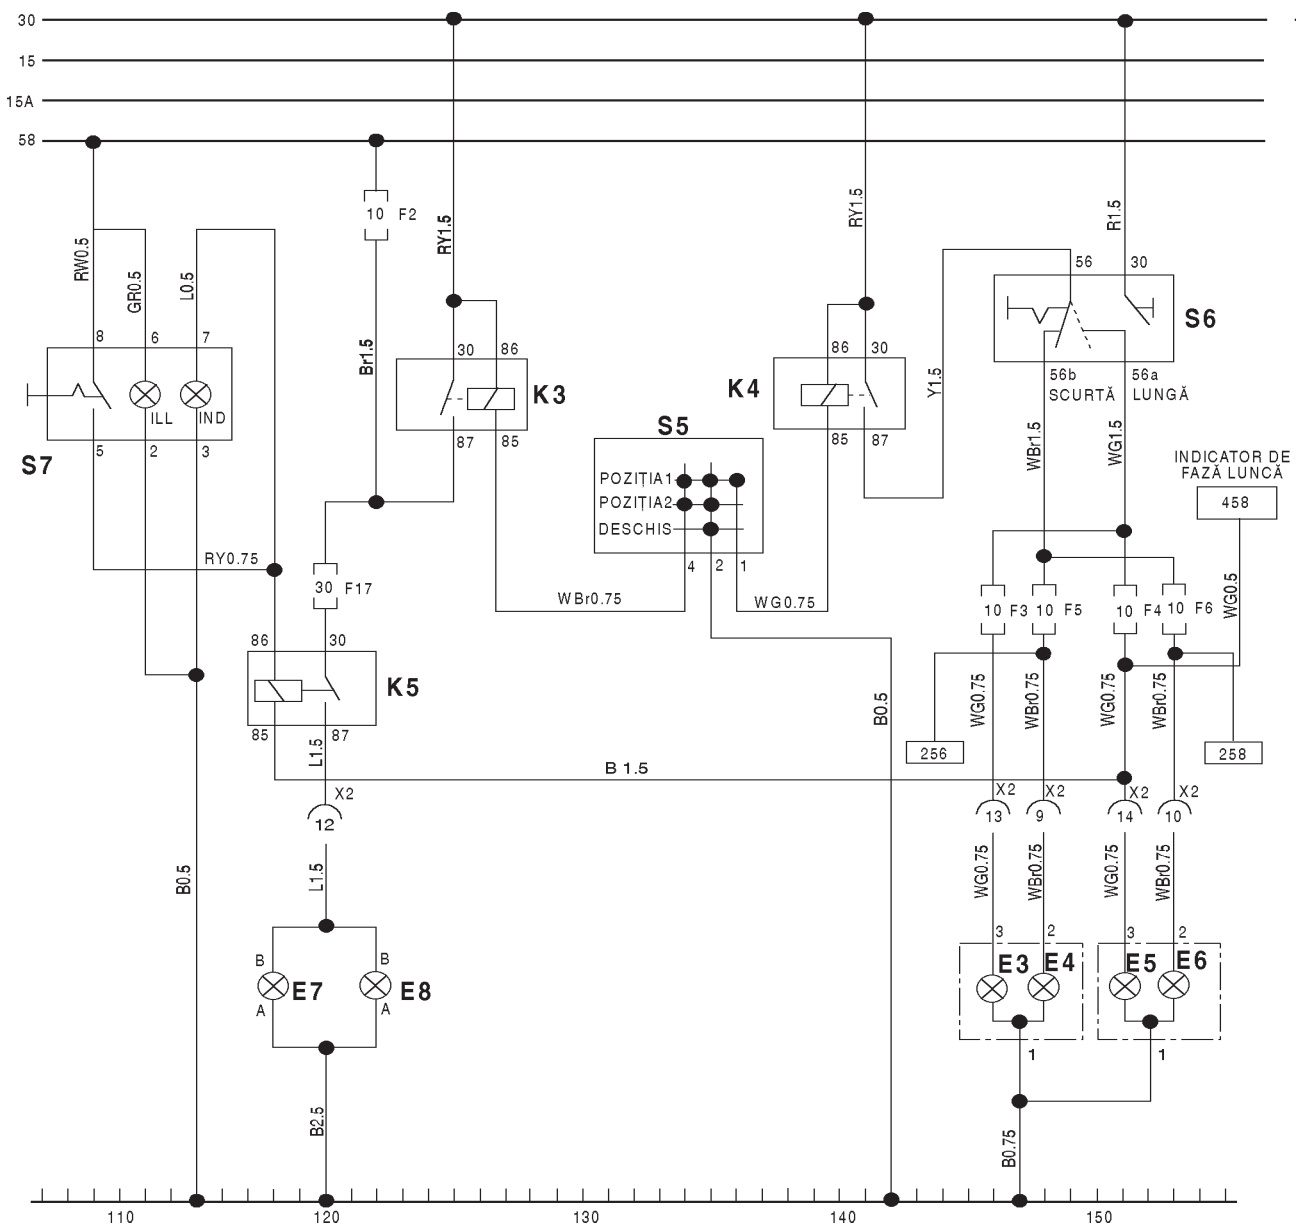 30
15
15A
58
RW0.5
GR0.5
L0.5
10 F2
Br1.5
RY1.5
RY1.5
R1.5
56 30
S6
56b 56a
SCURTĂ LUNGĂ
8 6 7
ILL IND
5 2 3
S7
30 86
K3
87 85
86 30
K4
85 87
Y1.5
WBr1.5
WG1.5
INDICATOR DE
FAZĂ LUNCĂ
458
WG0.5
S5
POZIȚIA1
POZIȚIA2
DESCHIS
4 2 1
RY0.75
30 F17
WBr0.75
WG0.75
10 F3 10 F5 10 F4 10 F6
86 30
K5
85 87
L1.5
B0.5
WG0.75
WBr0.75
WG0.75
WBr0.75
256
258
B 1.5
X2
12
X2 X2 X2 X2
13 9 14 10
B0.5
L1.5
WG0.75
WBr0.75
WG0.75
WBr0.75
3 2 3 2
E3 E4 E5 E6
B B
E7 E8
A A
1 1
B2.5
B0.75
110 120 130 140 150